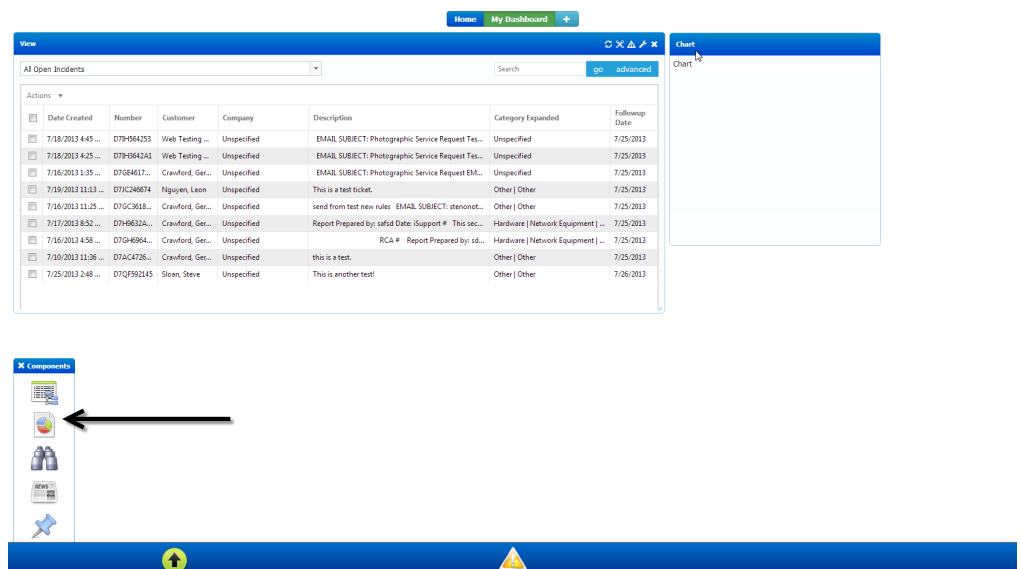 Home My Dashboard +
View
Chart
All Open Incidents
Search go advanced
Chart
Actions
Date Created Number Customer Company Description Category Expanded Followup Date
7/18/2013 4:45 ... D7IH564253 Web Testing ... Unspecified EMAIL SUBJECT: Photographic Service Request Tes... Unspecified 7/25/2013
7/18/2013 4:25 ... D7IH3642A1 Web Testing ... Unspecified EMAIL SUBJECT: Photographic Service Request Tes... Unspecified 7/25/2013
7/16/2013 1:35 ... D7GE4617... Crawford, Ger... Unspecified EMAIL SUBJECT: Photographic Service Request EM... Unspecified 7/25/2013
7/19/2013 11:13 ... D7JC246674 Nguyen, Leon Unspecified This is a test ticket. Other | Other 7/25/2013
7/16/2013 11:25 ... D7GC3618... Crawford, Ger... Unspecified send from test new rules EMAIL SUBJECT: stenonot... Other | Other 7/25/2013
7/17/2013 8:52 ... D7H9632A... Crawford, Ger... Unspecified Report Prepared by: safsd Date: iSupport # This sec... Hardware | Network Equipment | ... 7/25/2013
7/16/2013 4:58 ... D7GH6964... Crawford, Ger... Unspecified RCA # Report Prepared by: sd... Hardware | Network Equipment | ... 7/25/2013
7/10/2013 11:36 ... D7AC4726... Crawford, Ger... Unspecified this is a test. Other | Other 7/25/2013
7/25/2013 2:48 ... D7QF592145 Sloan, Steve Unspecified This is another test! Other | Other 7/26/2013
Components
NEWS